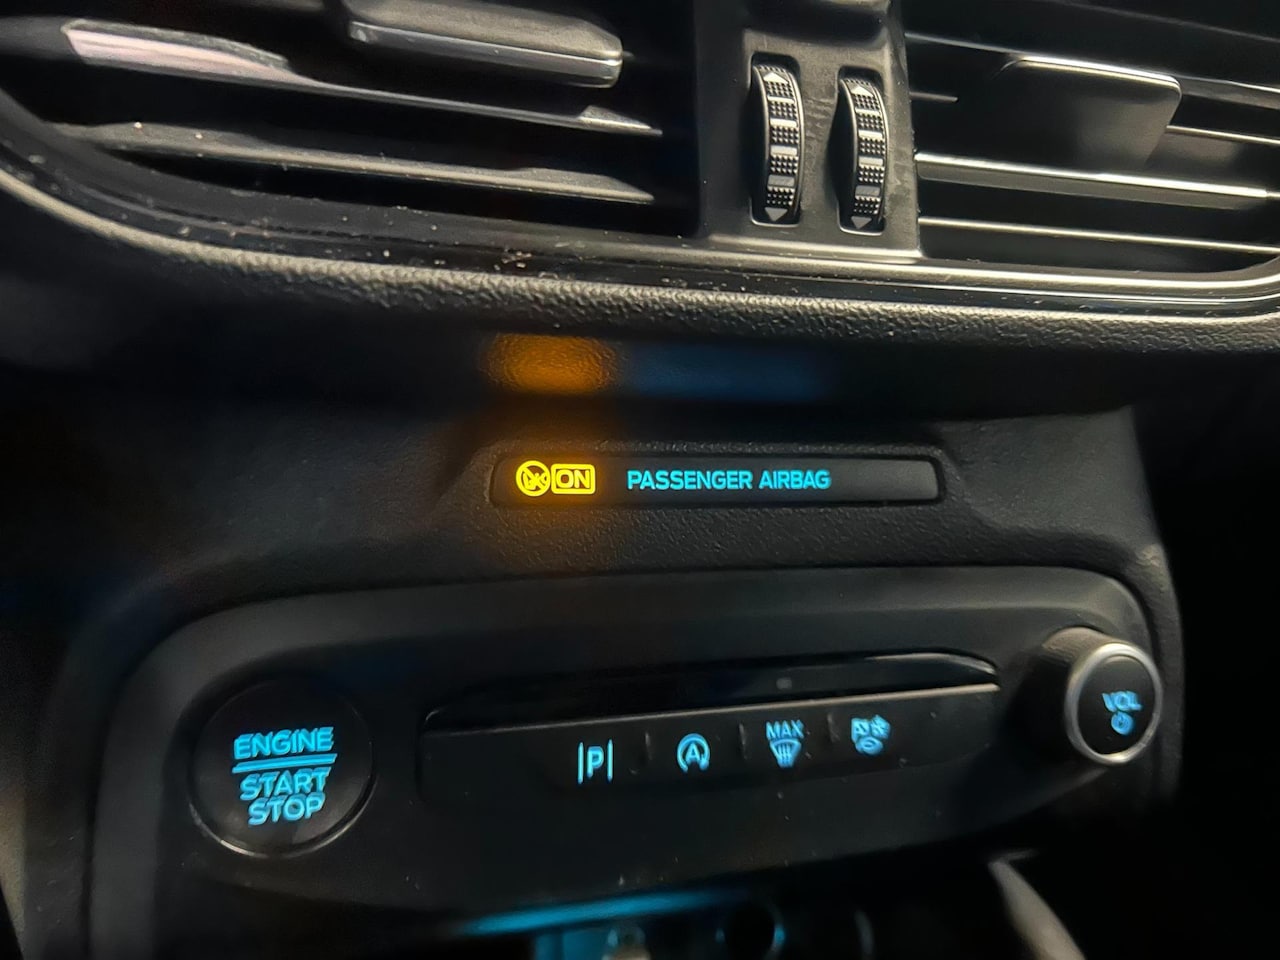 ON PASSENGER AIRBAG
ENGINE
START
STOP
P
A
MAX
VOL